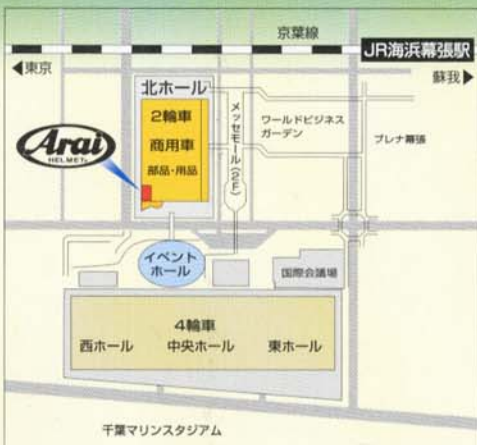 京葉線
JR海浜幕張駅
◀東京
蘇我▶
北ホール
2輪車
商用車
部品・用品
Arai
HELMET
メッセモール(2F)
ワールドビジネス
ガーデン
プレナ幕張
イベント
ホール
国際会議場
4輪車
西ホール
中央ホール
東ホール
千葉マリンスタジアム